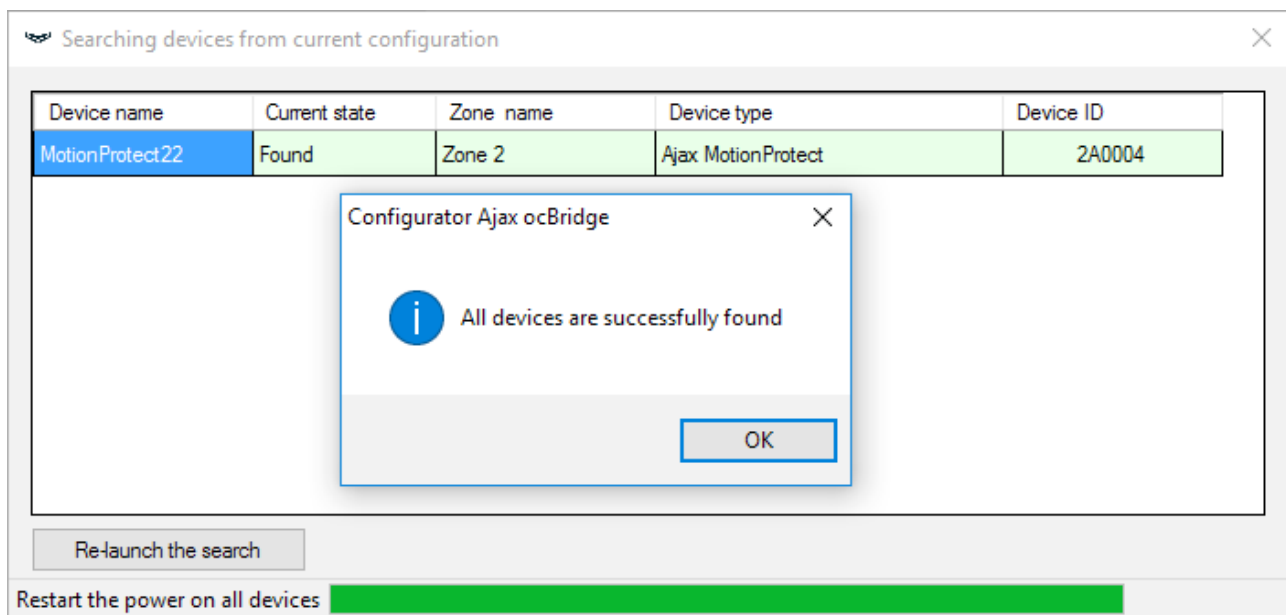 Searching devices from current configuration
Device name Current state Zone name Device type Device ID
MotionProtect22 Found Zone 2 Ajax MotionProtect 2A0004
Configurator Ajax ocBridge
All devices are successfully found
OK
Re-launch the search
Restart the power on all devices